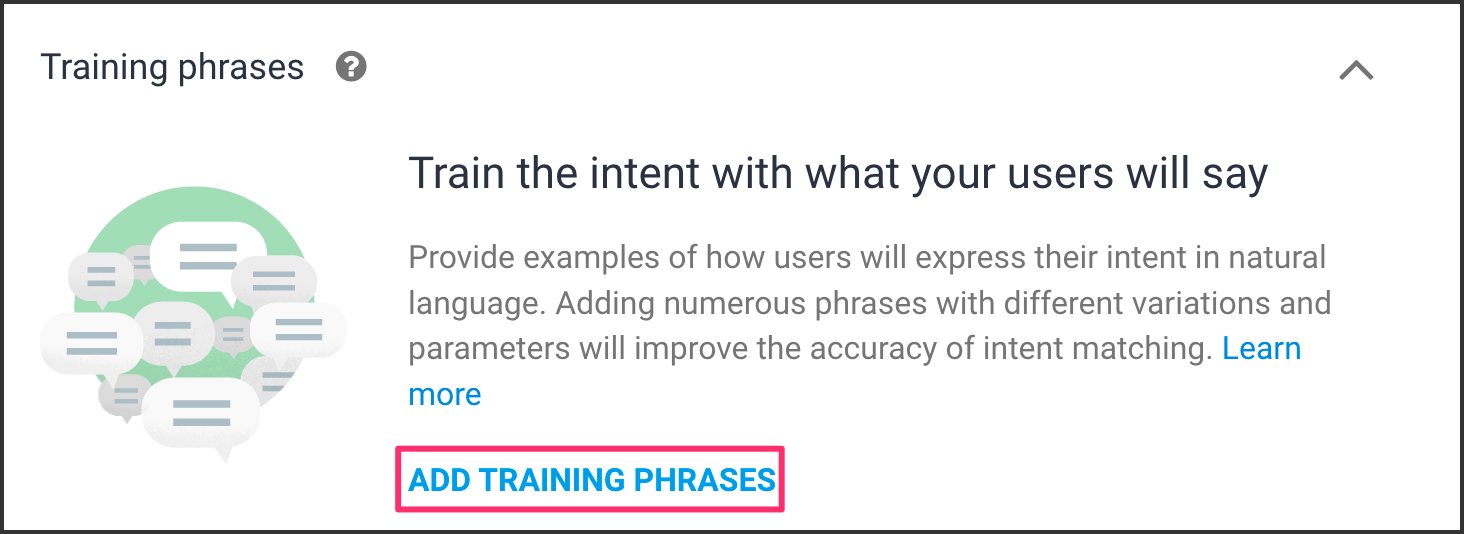 Training phrases ?
Train the intent with what your users will say
Provide examples of how users will express their intent in natural
language. Adding numerous phrases with different variations and
parameters will improve the accuracy of intent matching. Learn
more
ADD TRAINING PHRASES